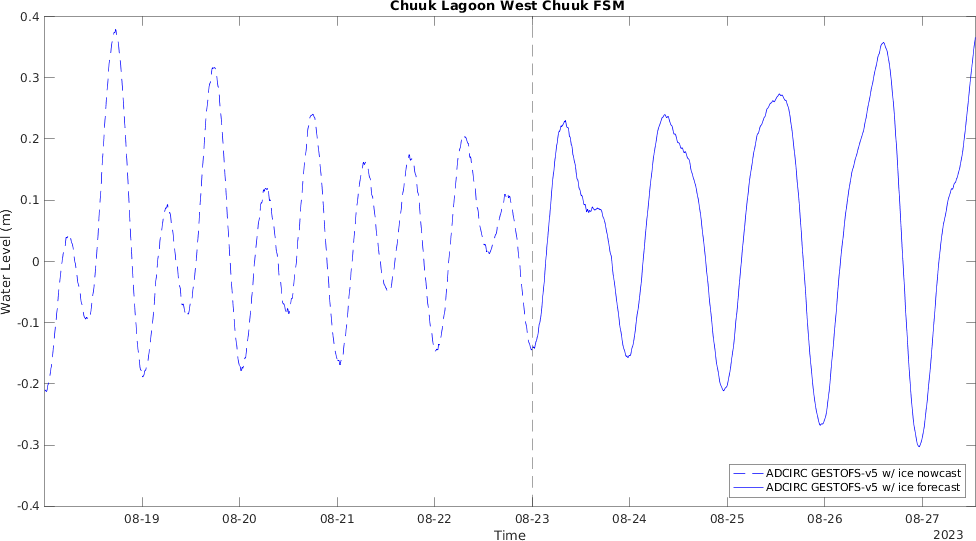 Chuuk Lagoon West Chuuk FSM
Water Level (m)
0.4
0.3
0.2
0.1
0
-0.1
-0.2
-0.3
-0.4
ADCIRC GESTOFS-v5 w/ ice nowcast
ADCIRC GESTOFS-v5 w/ ice forecast
08-19 08-20 08-21 08-22 08-23 08-24 08-25 08-26 08-27
Time
2023